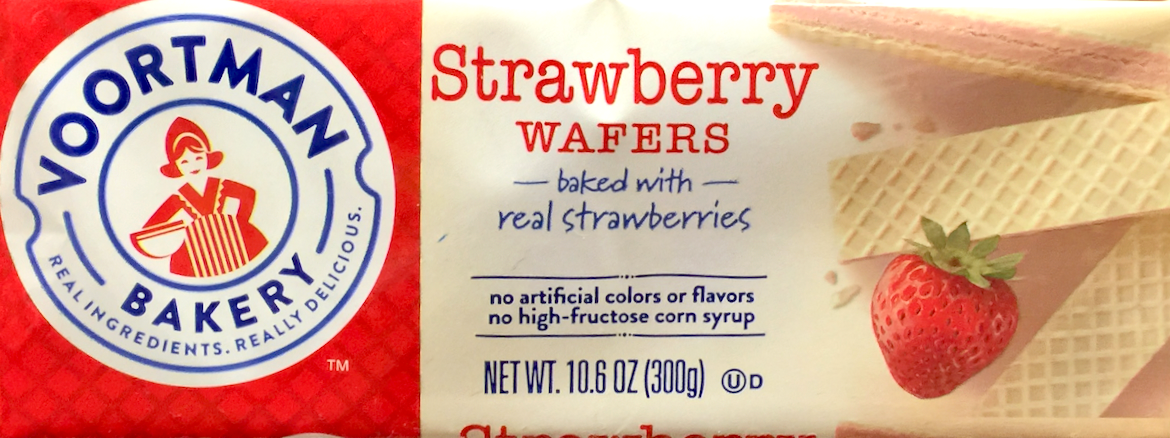 VOORTMAN
BAKERY
REAL INGREDIENTS. REALLY DELICIOUS.
TM
Strawberry
WAFERS
— baked with —
real strawberries
no artificial colors or flavors
no high-fructose corn syrup
NET WT. 10.6 OZ (300g) Ⓤ D
Strawberry